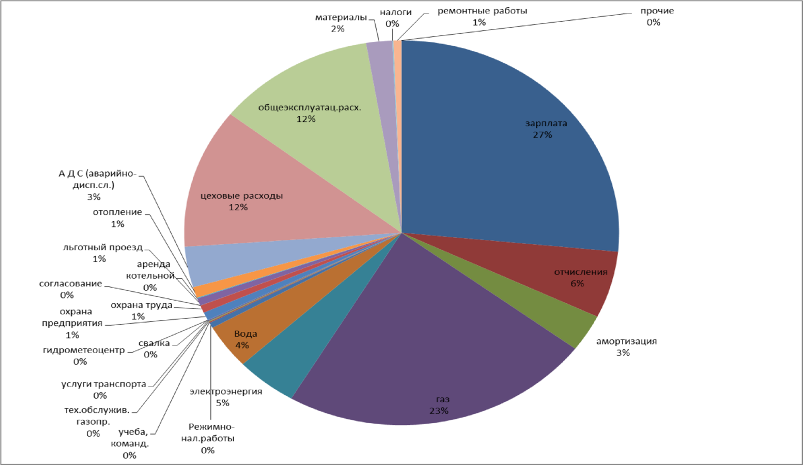 налоги
0%
ремонтные работы
1%
прочие
0%
материалы
2%
зарплата
27%
общеэксплуатац.расх.
12%
А Д С (аварийно-
дисп.сл.)
3%
цеховые расходы
12%
отопление
1%
льготный проезд
1%
аренда
котельной
0%
отчисления
6%
согласование
0%
охрана труда
1%
охрана
предприятия
1%
свалка
0%
Вода
4%
амортизация
3%
гидрометеоцентр
0%
услуги транспорта
0%
электроэнергия
5%
газ
23%
тех.обслужив.
газопр.
0%
учеба,
команд.
0%
Режимно-
нал.работы
0%